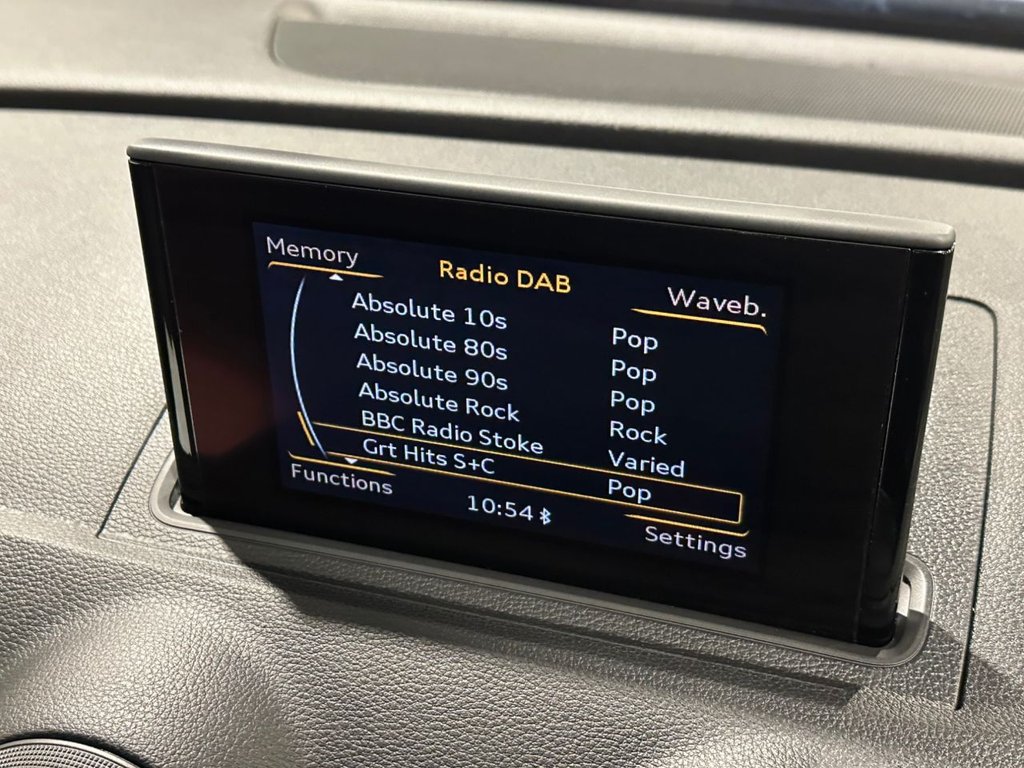 Memory
Radio DAB
Waveb.
Absolute 10s Pop
Absolute 80s Pop
Absolute 90s Pop
Absolute Rock Rock
BBC Radio Stoke Varied
Grt Hits S+C Pop
Functions
10:54
Settings